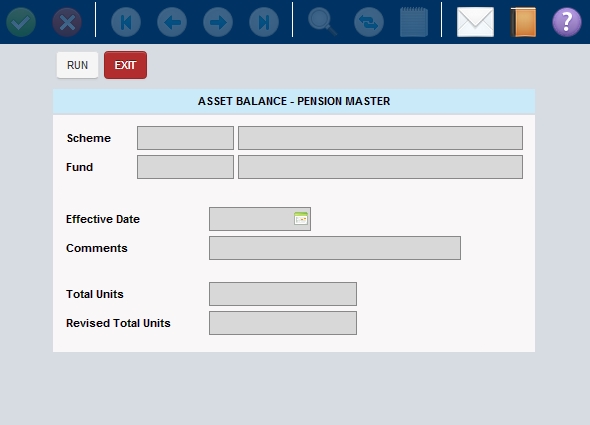 RUN EXIT
ASSET BALANCE - PENSION MASTER
Scheme
Fund
Effective Date
Comments
Total Units
Revised Total Units